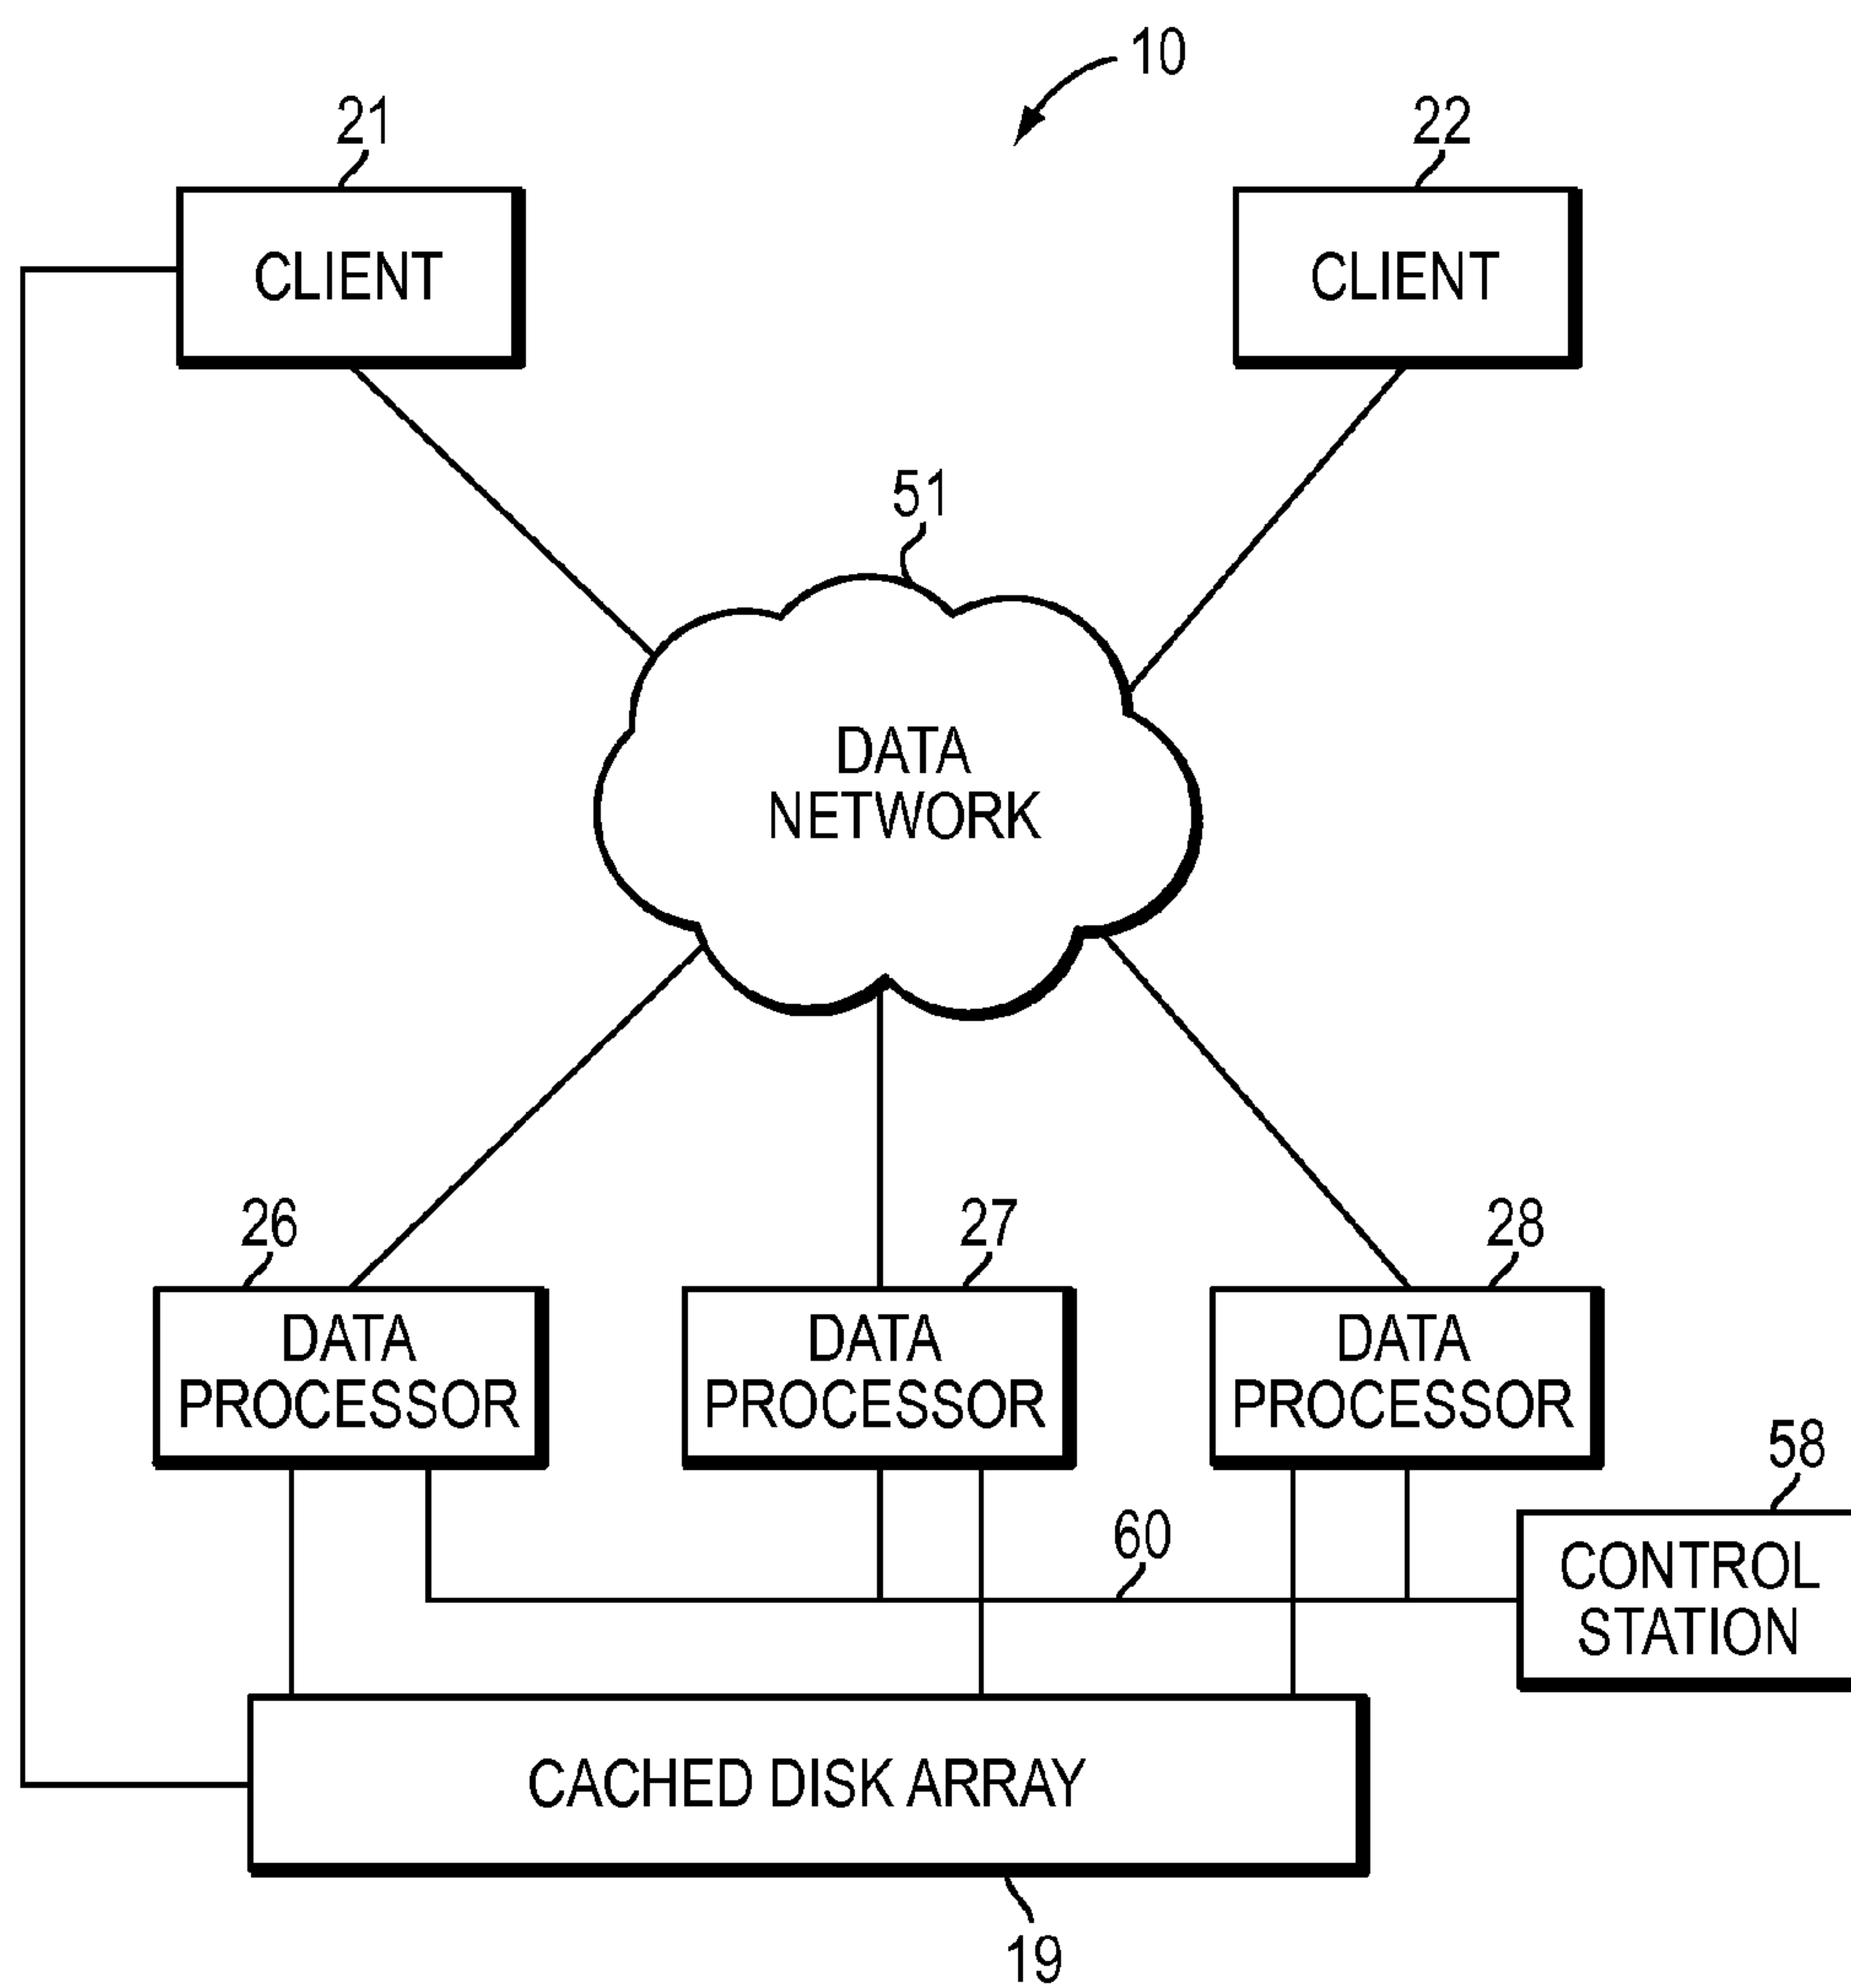 10
21
22
CLIENT
CLIENT
51
DATA
NETWORK
26
27
28
DATA
PROCESSOR
DATA
PROCESSOR
DATA
PROCESSOR
58
60
CONTROL
STATION
CACHED DISK ARRAY
19